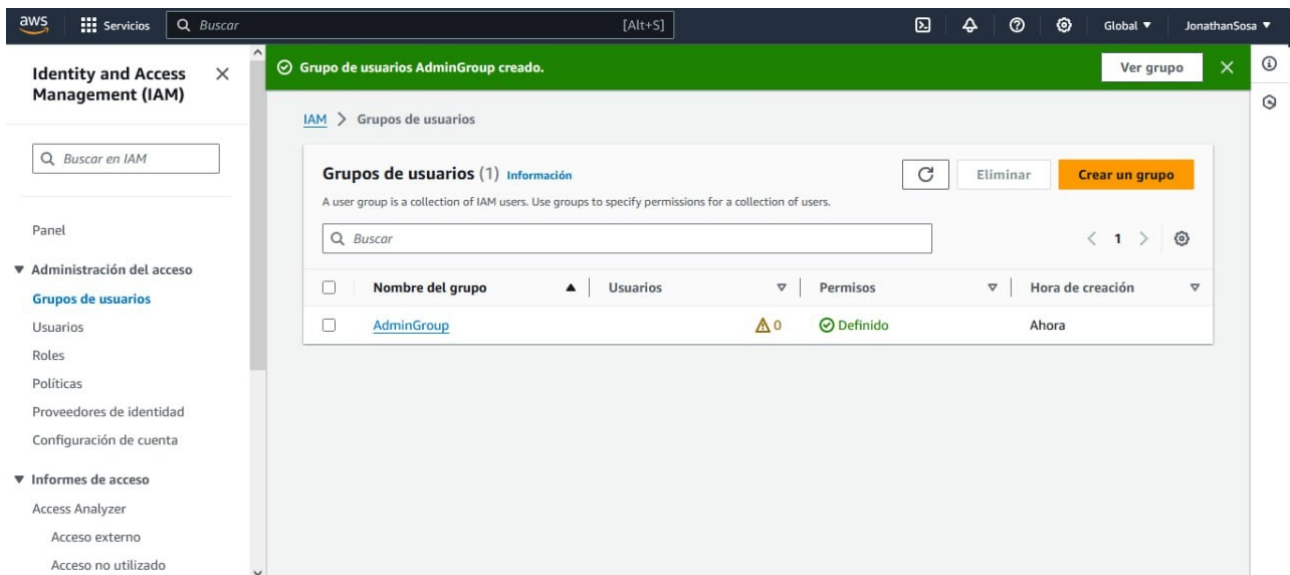 aws Servicios Buscar [Alt+S] Global JonathanSosa
Identity and Access Management (IAM)
Buscar en IAM
Panel
Administración del acceso
Grupos de usuarios
Usuarios
Roles
Políticas
Proveedores de identidad
Configuración de cuenta
Informes de acceso
Access Analyzer
Acceso externo
Acceso no utilizado
Grupo de usuarios AdminGroup creado. Ver grupo
IAM > Grupos de usuarios
Grupos de usuarios (1) Información Eliminar Crear un grupo
A user group is a collection of IAM users. Use groups to specify permissions for a collection of users.
Buscar 1
Nombre del grupo Usuarios Permisos Hora de creación
AdminGroup 0 Definido Ahora